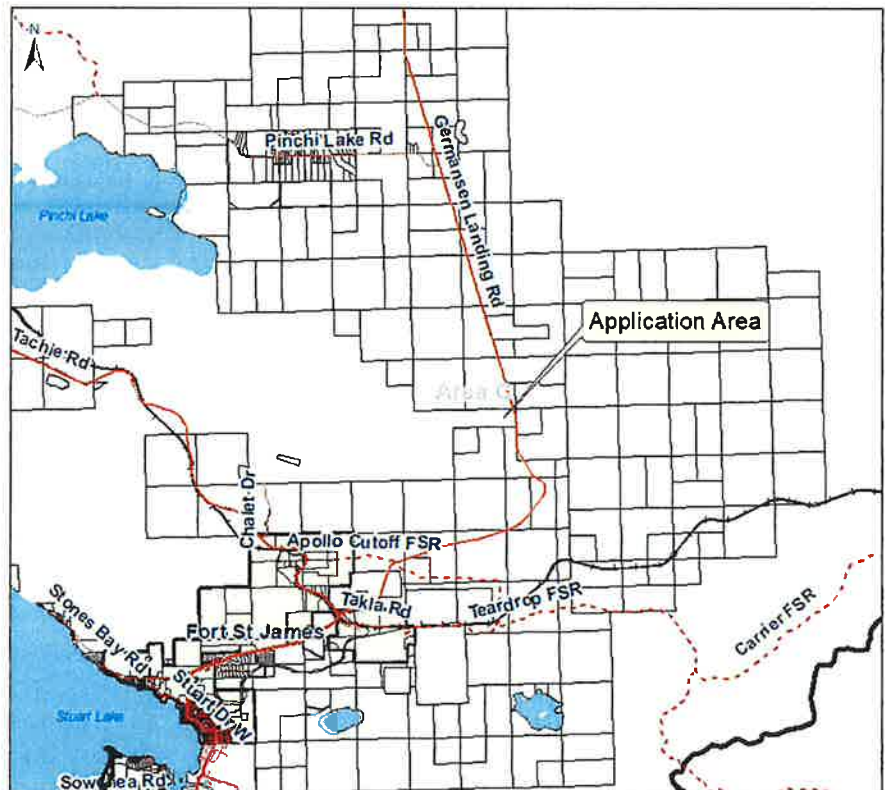 N
Pinchi Lake Rd
Germansen Landing Rd
Pinchi Lake
Application Area
Tachie Rd
Area C
Chalet Dr
Apollo Cutoff FSR
Takla Rd
Teardrop FSR
Carrier FSR
Stones Bay Rd
Fort St James
Stuart Dr W
Stuart Lake
Sowchea Rd